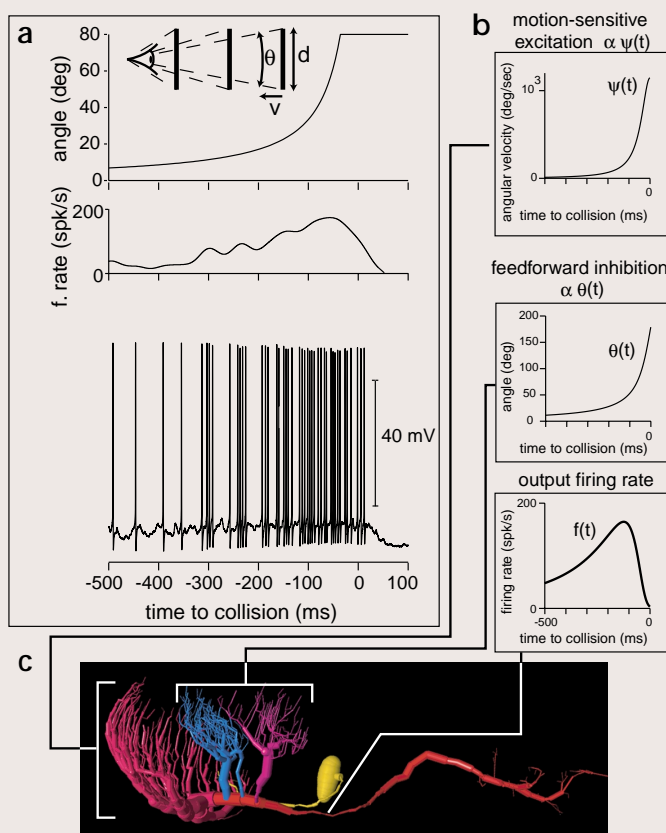 a
80
60
40
20
0
angle (deg)
θ
d
v
200
0
f. rate (spk/s)
40 mV
-500
-400
-300
-200
-100
0
100
time to collision (ms)
b
motion-sensitive
excitation α ψ(t)
10³
0
angular velocity (deg/sec)
ψ(t)
0
time to collision (ms)
feedforward inhibition
α θ(t)
200
150
100
50
0
angle (deg)
θ(t)
0
time to collision (ms)
output firing rate
200
0
firing rate (spk/s)
f(t)
-500
0
time to collision (ms)
c